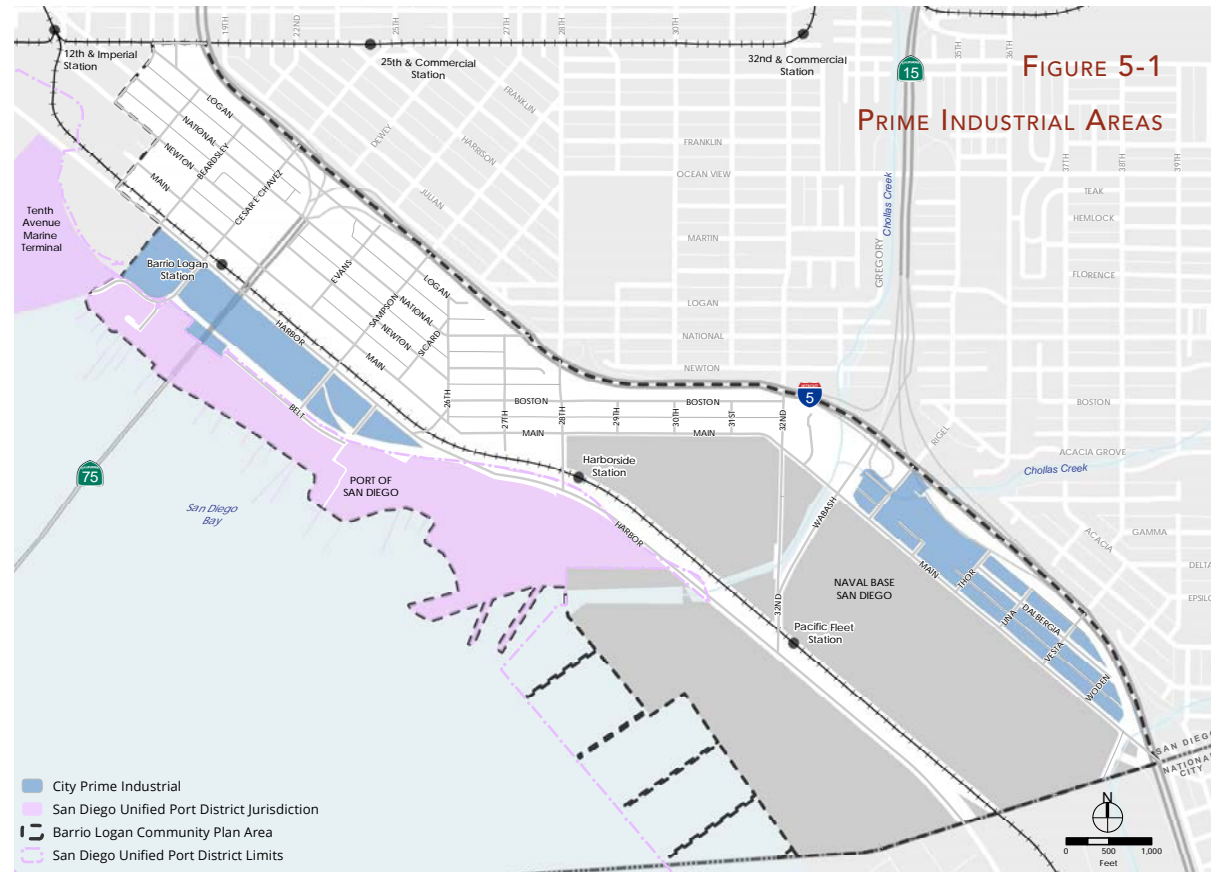 FIGURE 5-1
PRIME INDUSTRIAL AREAS
19TH
22ND
25TH
28TH
30TH
35TH
36TH
12th & Imperial
Station
25th & Commercial
Station
32nd & Commercial
Station
15
FRANKLIN
DEWEY
HARRISON
JULIAN
FRANKLIN
OCEAN VIEW
MARTIN
LOGAN
NATIONAL
NEWTON
GREGORY
Chollas Creek
37TH
38TH
39TH
TEAK
HEMLOCK
FLORENCE
BOSTON
ACACIA GROVE
Chollas Creek
RIGEL
ACACIA
GAMMA
DELTA
EPSILO
LOGAN
NATIONAL
BEARDSLEY
NEWTON
MAIN
CESAR E CHAVEZ
Tenth
Avenue
Marine
Terminal
Barrio Logan
Station
EVANS
LOGAN
SAMPSON
NATIONAL
NEWTON
SICARD
MAIN
HARBOR
BELT
26TH
27TH
28TH
29TH
30TH
31ST
32ND
BOSTON
BOSTON
MAIN
MAIN
5
Harborside
Station
PORT OF
SAN DIEGO
75
San Diego
Bay
HARBOR
WABASH
32ND
NAVAL BASE
SAN DIEGO
Pacific Fleet
Station
MAIN
THOR
UNA
DALBERGIA
VESTA
WODEN
SAN DIEGO
NATIONAL
CITY
City Prime Industrial
San Diego Unified Port District Jurisdiction
Barrio Logan Community Plan Area
San Diego Unified Port District Limits
N
0 500 1,000
Feet